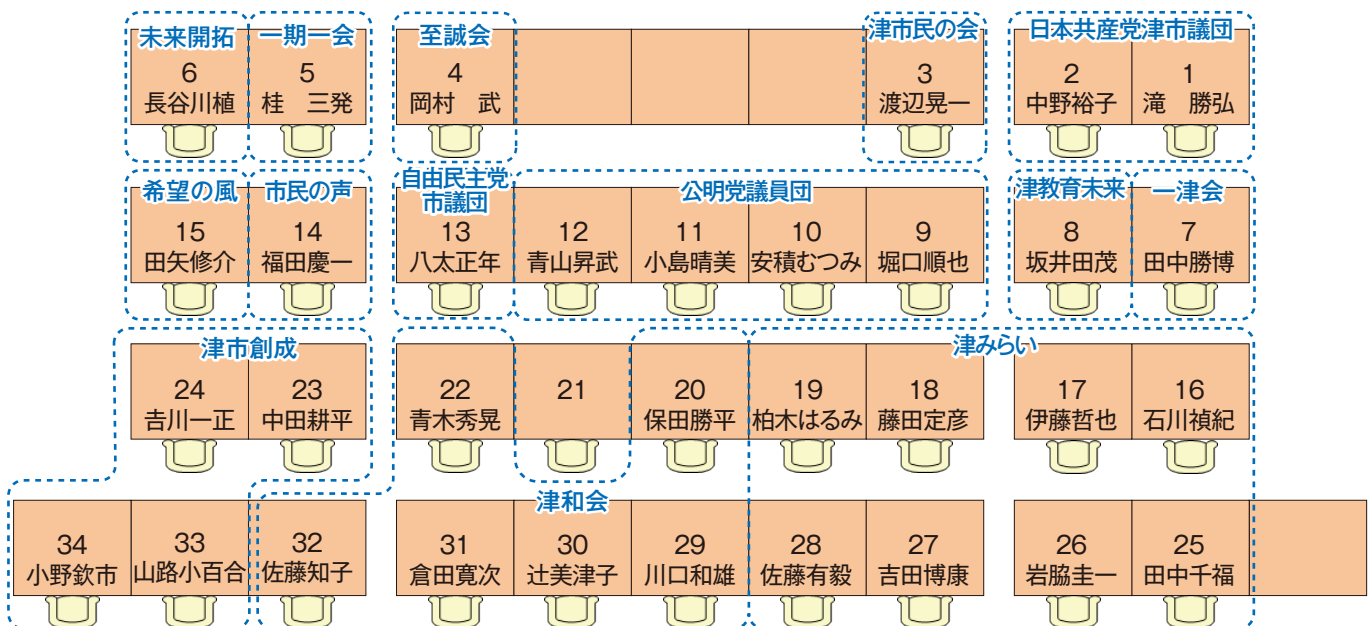 未来開拓
一期一会
至誠会
津市民の会
日本共産党津市議団
6
長谷川植
5
桂　三発
4
岡村　武
3
渡辺晃一
2
中野裕子
1
滝　勝弘
希望の風
市民の声
自由民主党
市議団
公明党議員団
津教育未来
一津会
15
田矢修介
14
福田慶一
13
八太正年
12
青山昇武
11
小島晴美
10
安積むつみ
9
堀口順也
8
坂井田茂
7
田中勝博
津市創成
津みらい
24
𠮷川一正
23
中田耕平
22
青木秀晃
21
20
保田勝平
19
柏木はるみ
18
藤田定彦
17
伊藤哲也
16
石川禎紀
津和会
34
小野欽市
33
山路小百合
32
佐藤知子
31
倉田寛次
30
辻美津子
29
川口和雄
28
佐藤有毅
27
吉田博康
26
岩脇圭一
25
田中千福